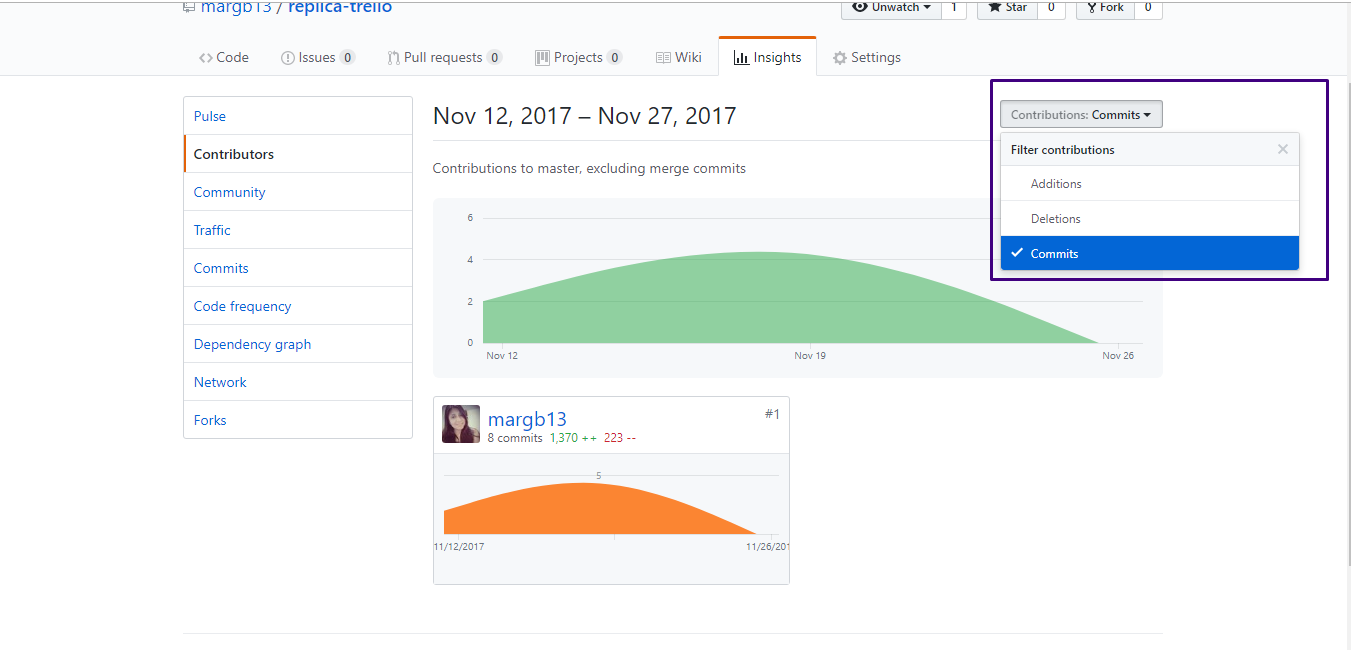 margb13 / replica-trello
Unwatch 1 Star 0 Fork 0
Code Issues 0 Pull requests 0 Projects 0 Wiki Insights Settings
Pulse
Contributors
Community
Traffic
Commits
Code frequency
Dependency graph
Network
Forks
Nov 12, 2017 – Nov 27, 2017
Contributions: Commits
Filter contributions
Additions
Deletions
Commits
Contributions to master, excluding merge commits
6
4
2
0
Nov 12 Nov 19 Nov 26
margb13 #1
8 commits 1,370 ++ 223 --
5
11/12/2017 11/26/201